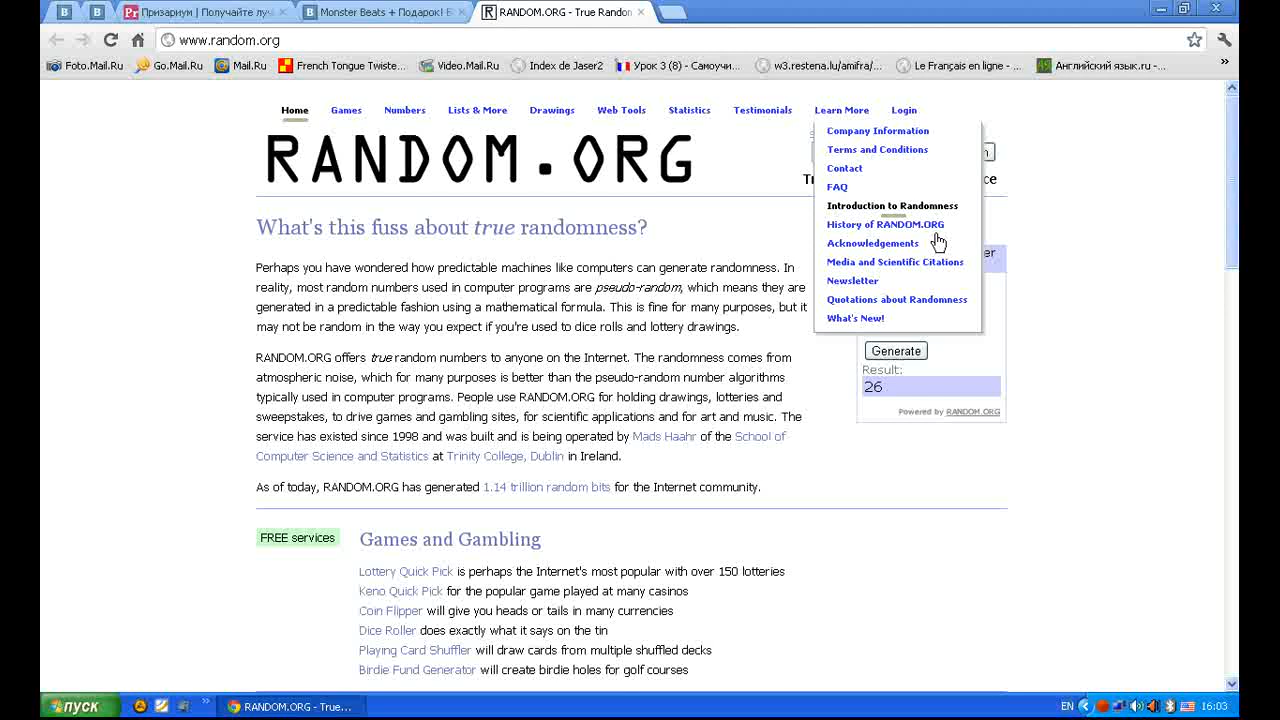 Призариум | Получайте луч
Monster Beats + Подарок! В
RANDOM.ORG - True Randon
www.random.org
Foto.Mail.Ru
Go.Mail.Ru
Mail.Ru
French Tongue Twiste...
Video.Mail.Ru
Index de Jaser2
Урок 3 (8) - Самоучи...
w3.restena.lu/amifra/...
Le Français en ligne - ...
Английский язык.ru -...
Home Games Numbers Lists & More Drawings Web Tools Statistics Testimonials Learn More Login
RANDOM.ORG
Company Information
Terms and Conditions
Contact
FAQ
Introduction to Randomness
History of RANDOM.ORG
Acknowledgements
Media and Scientific Citations
Newsletter
Quotations about Randomness
What's New!
What's this fuss about true randomness?
Perhaps you have wondered how predictable machines like computers can generate randomness. In
reality, most random numbers used in computer programs are pseudo-random, which means they are
generated in a predictable fashion using a mathematical formula. This is fine for many purposes, but it
may not be random in the way you expect if you're used to dice rolls and lottery drawings.
RANDOM.ORG offers true random numbers to anyone on the Internet. The randomness comes from
atmospheric noise, which for many purposes is better than the pseudo-random number algorithms
typically used in computer programs. People use RANDOM.ORG for holding drawings, lotteries and
sweepstakes, to drive games and gambling sites, for scientific applications and for art and music. The
service has existed since 1998 and was built and is being operated by Mads Haahr of the School of
Computer Science and Statistics at Trinity College, Dublin in Ireland.
As of today, RANDOM.ORG has generated 1.14 trillion random bits for the Internet community.
Generate
Result:
26
Powered by RANDOM.ORG
FREE services
Games and Gambling
Lottery Quick Pick is perhaps the Internet's most popular with over 150 lotteries
Keno Quick Pick for the popular game played at many casinos
Coin Flipper will give you heads or tails in many currencies
Dice Roller does exactly what it says on the tin
Playing Card Shuffler will draw cards from multiple shuffled decks
Birdie Fund Generator will create birdie holes for golf courses
пуск
RANDOM.ORG - True...
EN
16:03